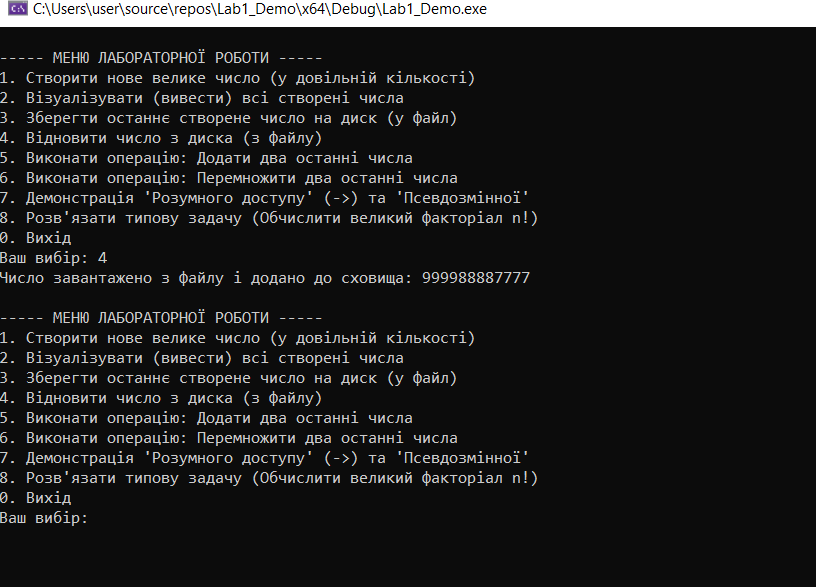 C:\Users\user\source\repos\Lab1_Demo\x64\Debug\Lab1_Demo.exe
----- МЕНЮ ЛАБОРАТОРНОЇ РОБОТИ -----
1. Створити нове велике число (у довільній кількості)
2. Візуалізувати (вивести) всі створені числа
3. Зберегти останнє створене число на диск (у файл)
4. Відновити число з диска (з файлу)
5. Виконати операцію: Додати два останні числа
6. Виконати операцію: Перемножити два останні числа
7. Демонстрація 'Розумного доступу' (->) та 'Псевдозмінної'
8. Розв'язати типову задачу (Обчислити великий факторіал n!)
0. Вихід
Ваш вибір: 4
Число завантажено з файлу і додано до сховища: 999988887777
----- МЕНЮ ЛАБОРАТОРНОЇ РОБОТИ -----
1. Створити нове велике число (у довільній кількості)
2. Візуалізувати (вивести) всі створені числа
3. Зберегти останнє створене число на диск (у файл)
4. Відновити число з диска (з файлу)
5. Виконати операцію: Додати два останні числа
6. Виконати операцію: Перемножити два останні числа
7. Демонстрація 'Розумного доступу' (->) та 'Псевдозмінної'
8. Розв'язати типову задачу (Обчислити великий факторіал n!)
0. Вихід
Ваш вибір: